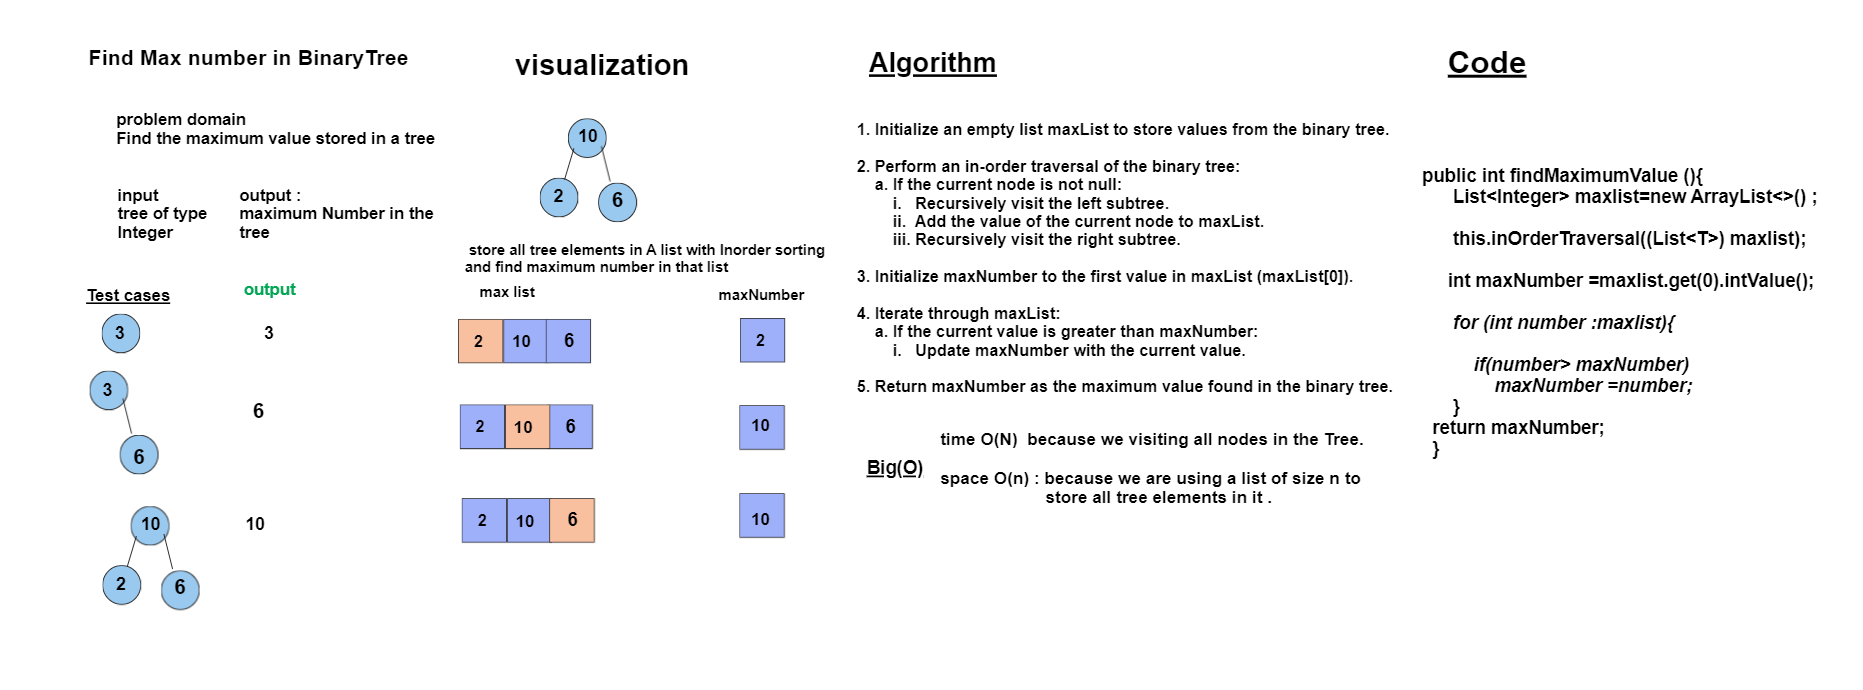 Find Max number in BinaryTree
problem domain
Find the maximum value stored in a tree
input
tree of type
Integer
output :
maximum Number in the
tree
Test cases
output
3
3
3
6
6
10
2
6
10
visualization
10
2
6
store all tree elements in A list with Inorder sorting
and find maximum number in that list
max list
maxNumber
2 10 6
2
2 10 6
10
2 10 6
10
Algorithm
1. Initialize an empty list maxList to store values from the binary tree.
2. Perform an in-order traversal of the binary tree:
a. If the current node is not null:
i. Recursively visit the left subtree.
ii. Add the value of the current node to maxList.
iii. Recursively visit the right subtree.
3. Initialize maxNumber to the first value in maxList (maxList[0]).
4. Iterate through maxList:
a. If the current value is greater than maxNumber:
i. Update maxNumber with the current value.
5. Return maxNumber as the maximum value found in the binary tree.
Big(O)
time O(N) because we visiting all nodes in the Tree.
space O(n) : because we are using a list of size n to
store all tree elements in it .
Code
public int findMaximumValue (){
List<Integer> maxlist=new ArrayList<>() ;
this.inOrderTraversal((List<T>) maxlist);
int maxNumber =maxlist.get(0).intValue();
for (int number :maxlist){
if(number> maxNumber)
maxNumber =number;
}
return maxNumber;
}